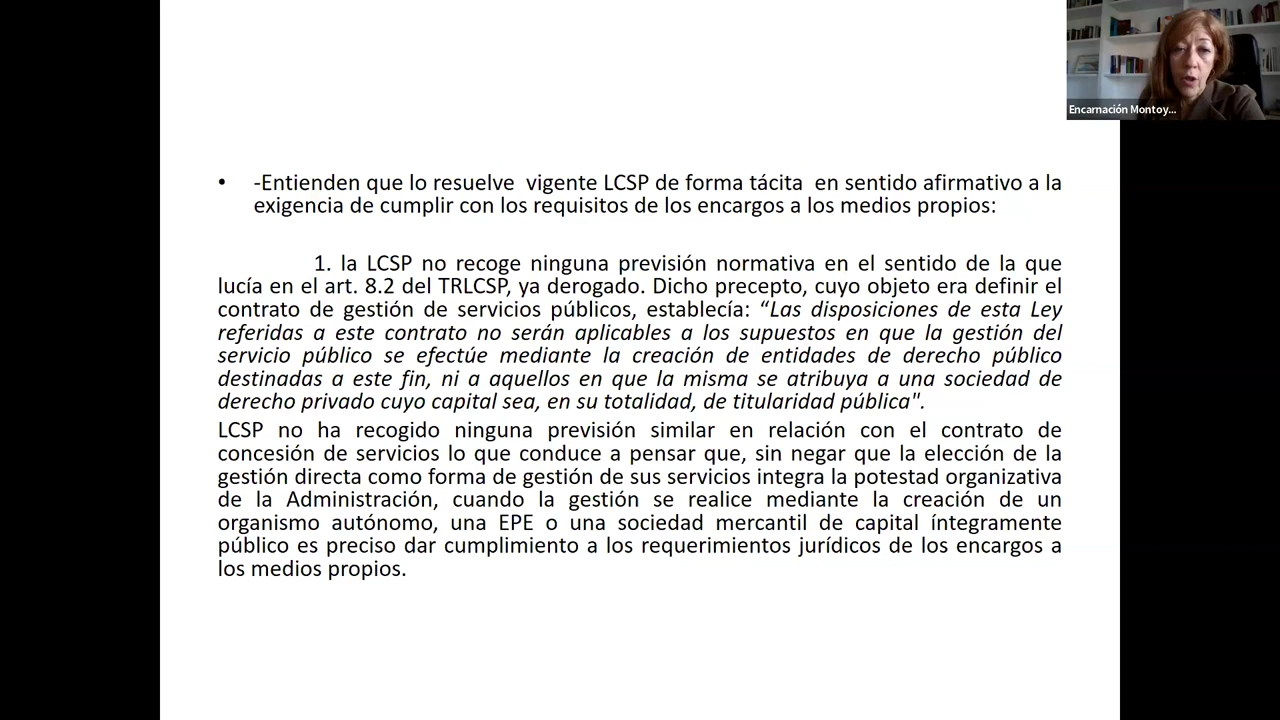 Encarnación Montoy...
• -Entienden que lo resuelve vigente LCSP de forma tácita en sentido afirmativo a la
exigencia de cumplir con los requisitos de los encargos a los medios propios:
1. la LCSP no recoge ninguna previsión normativa en el sentido de la que
lucía en el art. 8.2 del TRLCSP, ya derogado. Dicho precepto, cuyo objeto era definir el
contrato de gestión de servicios públicos, establecía: “Las disposiciones de esta Ley
referidas a este contrato no serán aplicables a los supuestos en que la gestión del
servicio público se efectúe mediante la creación de entidades de derecho público
destinadas a este fin, ni a aquellos en que la misma se atribuya a una sociedad de
derecho privado cuyo capital sea, en su totalidad, de titularidad pública".
LCSP no ha recogido ninguna previsión similar en relación con el contrato de
concesión de servicios lo que conduce a pensar que, sin negar que la elección de la
gestión directa como forma de gestión de sus servicios integra la potestad organizativa
de la Administración, cuando la gestión se realice mediante la creación de un
organismo autónomo, una EPE o una sociedad mercantil de capital íntegramente
público es preciso dar cumplimiento a los requerimientos jurídicos de los encargos a
los medios propios.